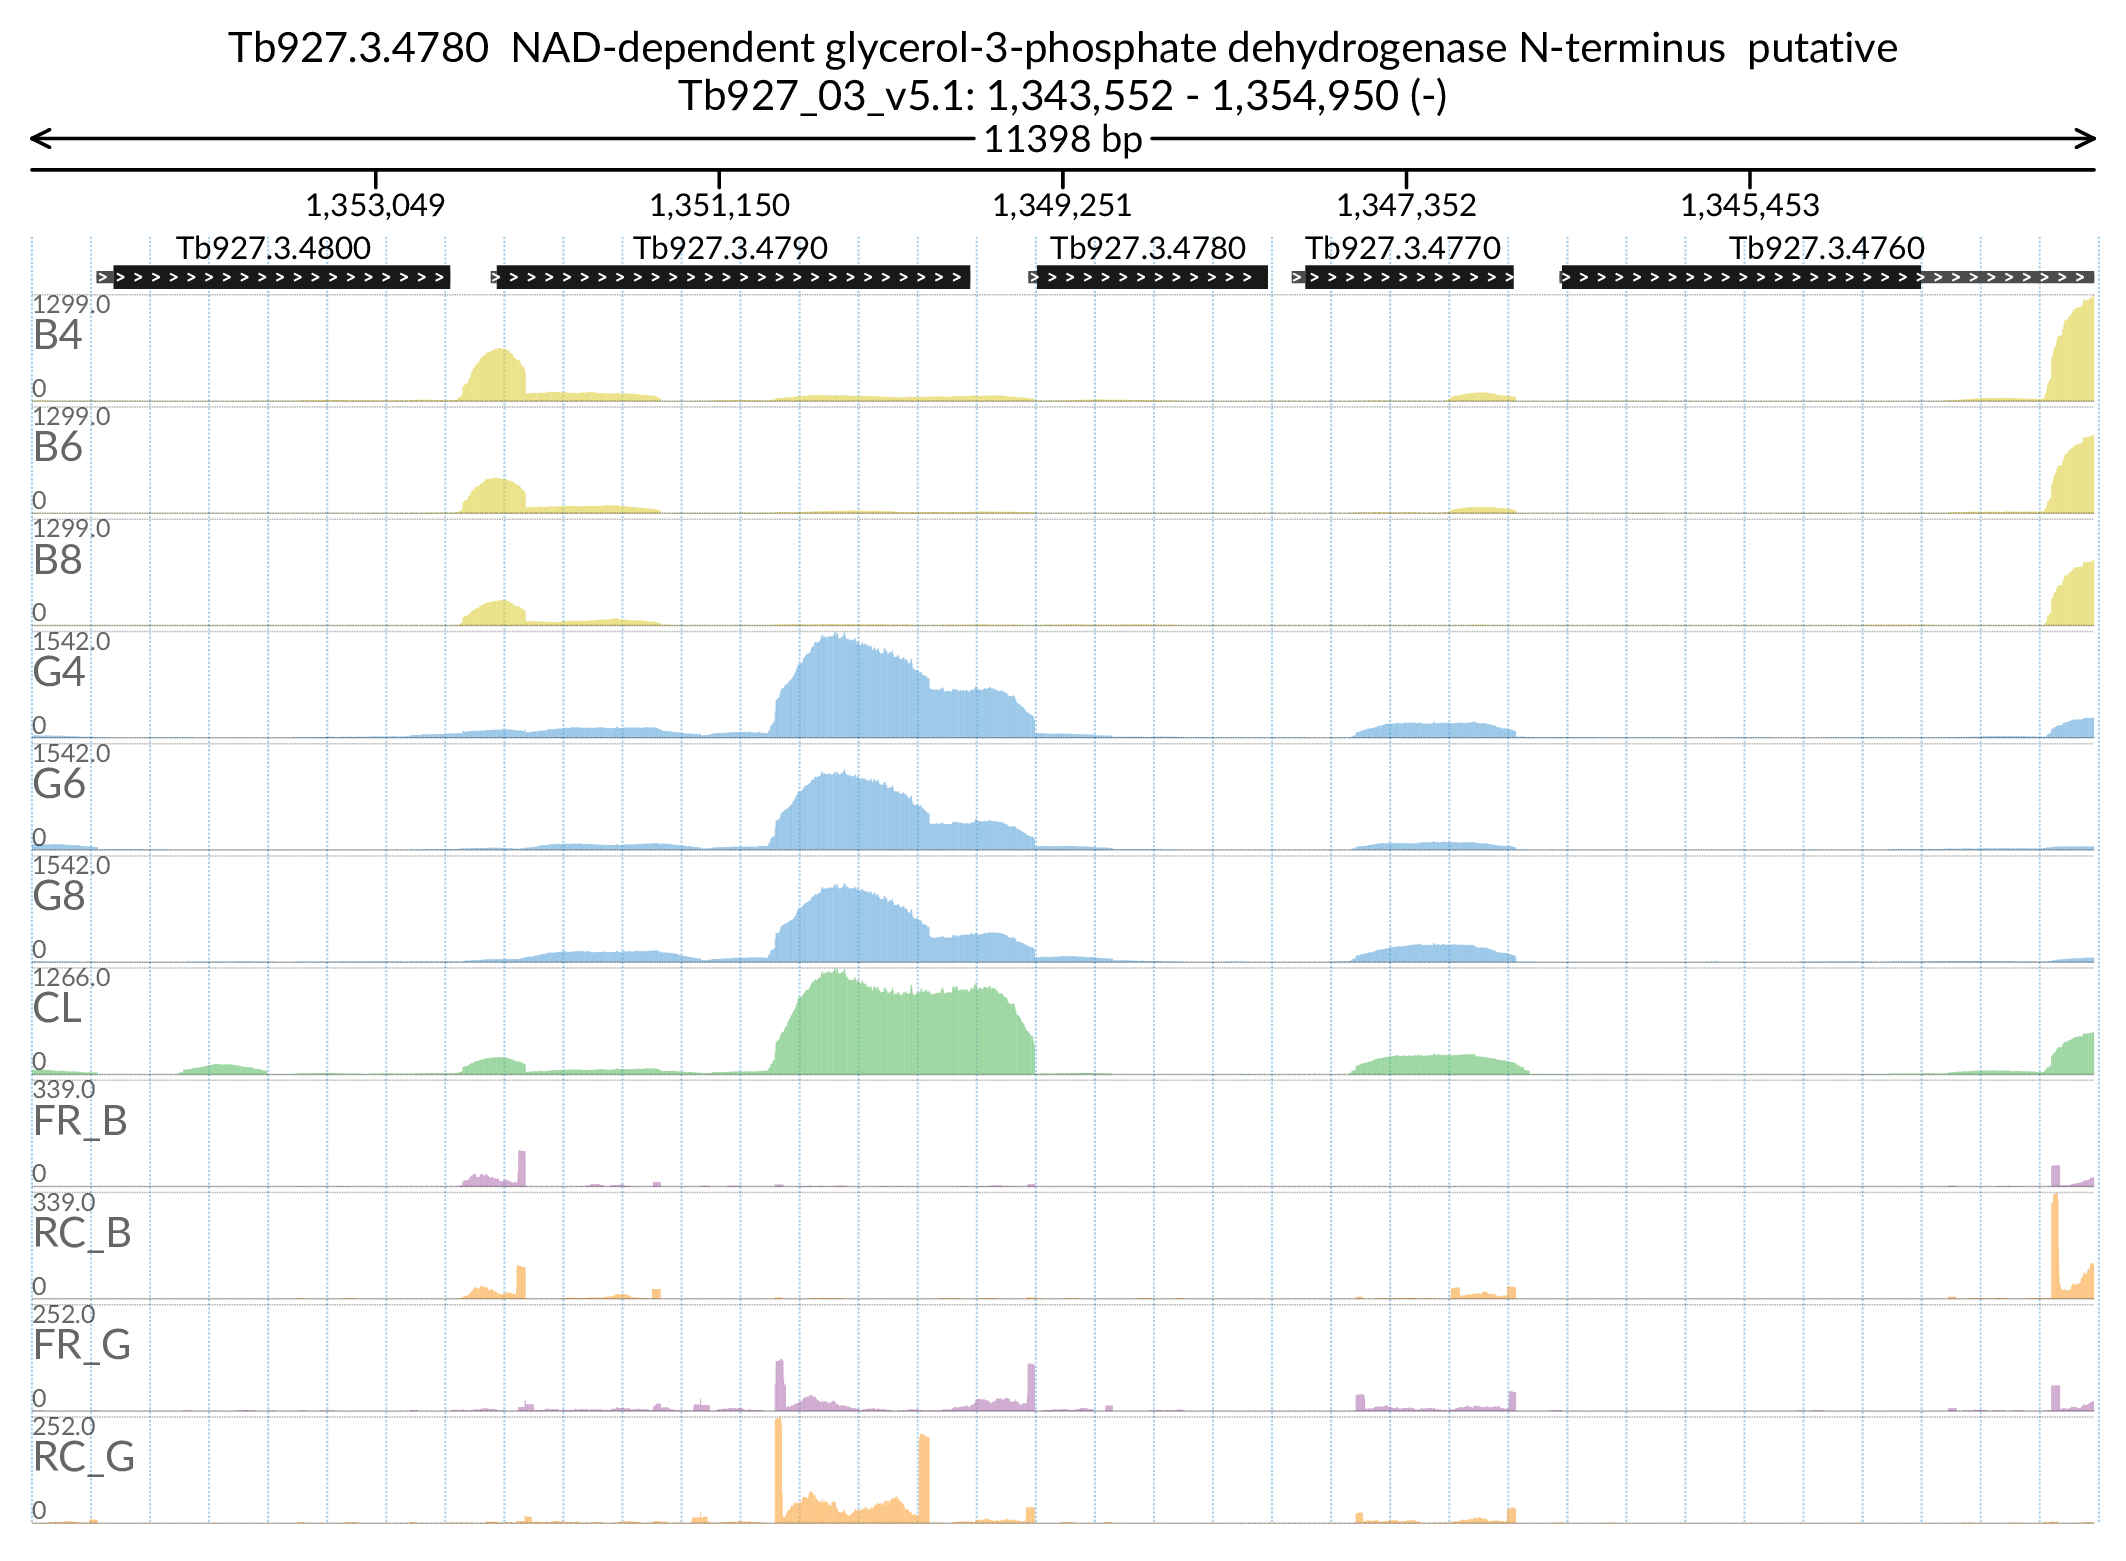 Tb927.3.4780 NAD-dependent glycerol-3-phosphate dehydrogenase N-terminus putative
Tb927_03_v5.1: 1,343,552 - 1,354,950 (-)
11398 bp
1,353,049 1,351,150 1,349,251 1,347,352 1,345,453
Tb927.3.4800 Tb927.3.4790 Tb927.3.4780 Tb927.3.4770 Tb927.3.4760
1299.0
B4
0
1299.0
B6
0
1299.0
B8
0
1542.0
G4
0
1542.0
G6
0
1542.0
G8
0
1266.0
CL
0
339.0
FR_B
0
339.0
RC_B
0
252.0
FR_G
0
252.0
RC_G
0